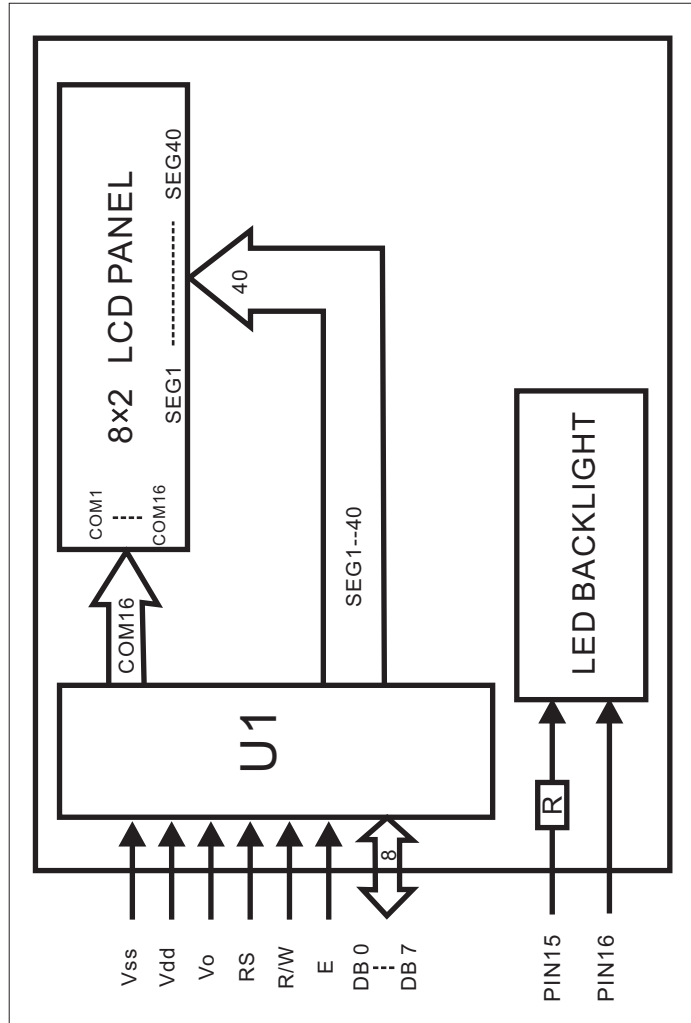 Vss
Vdd
Vo
RS
R/W
E
DB 0
DB 7
8
U1
COM16
SEG1--40
40
COM1
COM16
8×2 LCD PANEL
SEG1
SEG40
PIN15
PIN16
R
LED BACKLIGHT